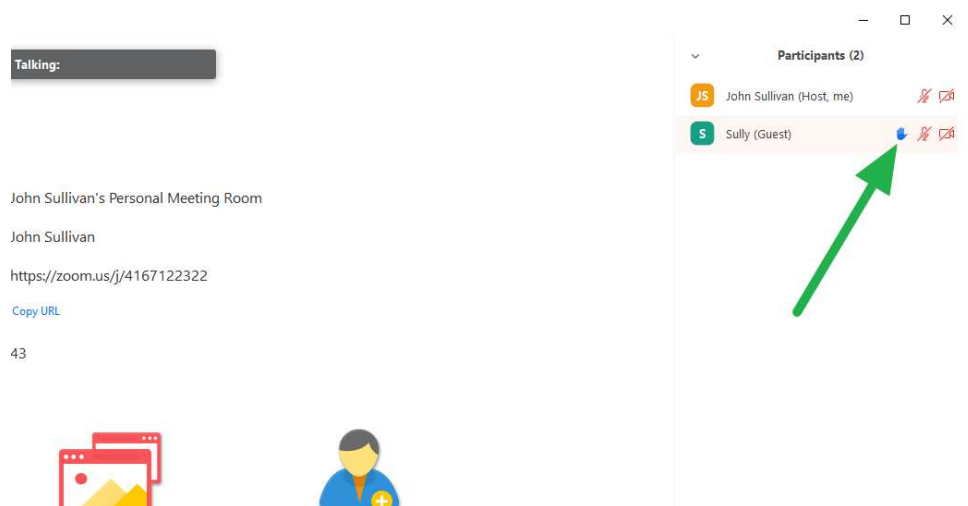 Talking:
Participants (2)
JS John Sullivan (Host, me)
S Sully (Guest)
John Sullivan's Personal Meeting Room
John Sullivan
https://zoom.us/j/4167122322
Copy URL
43